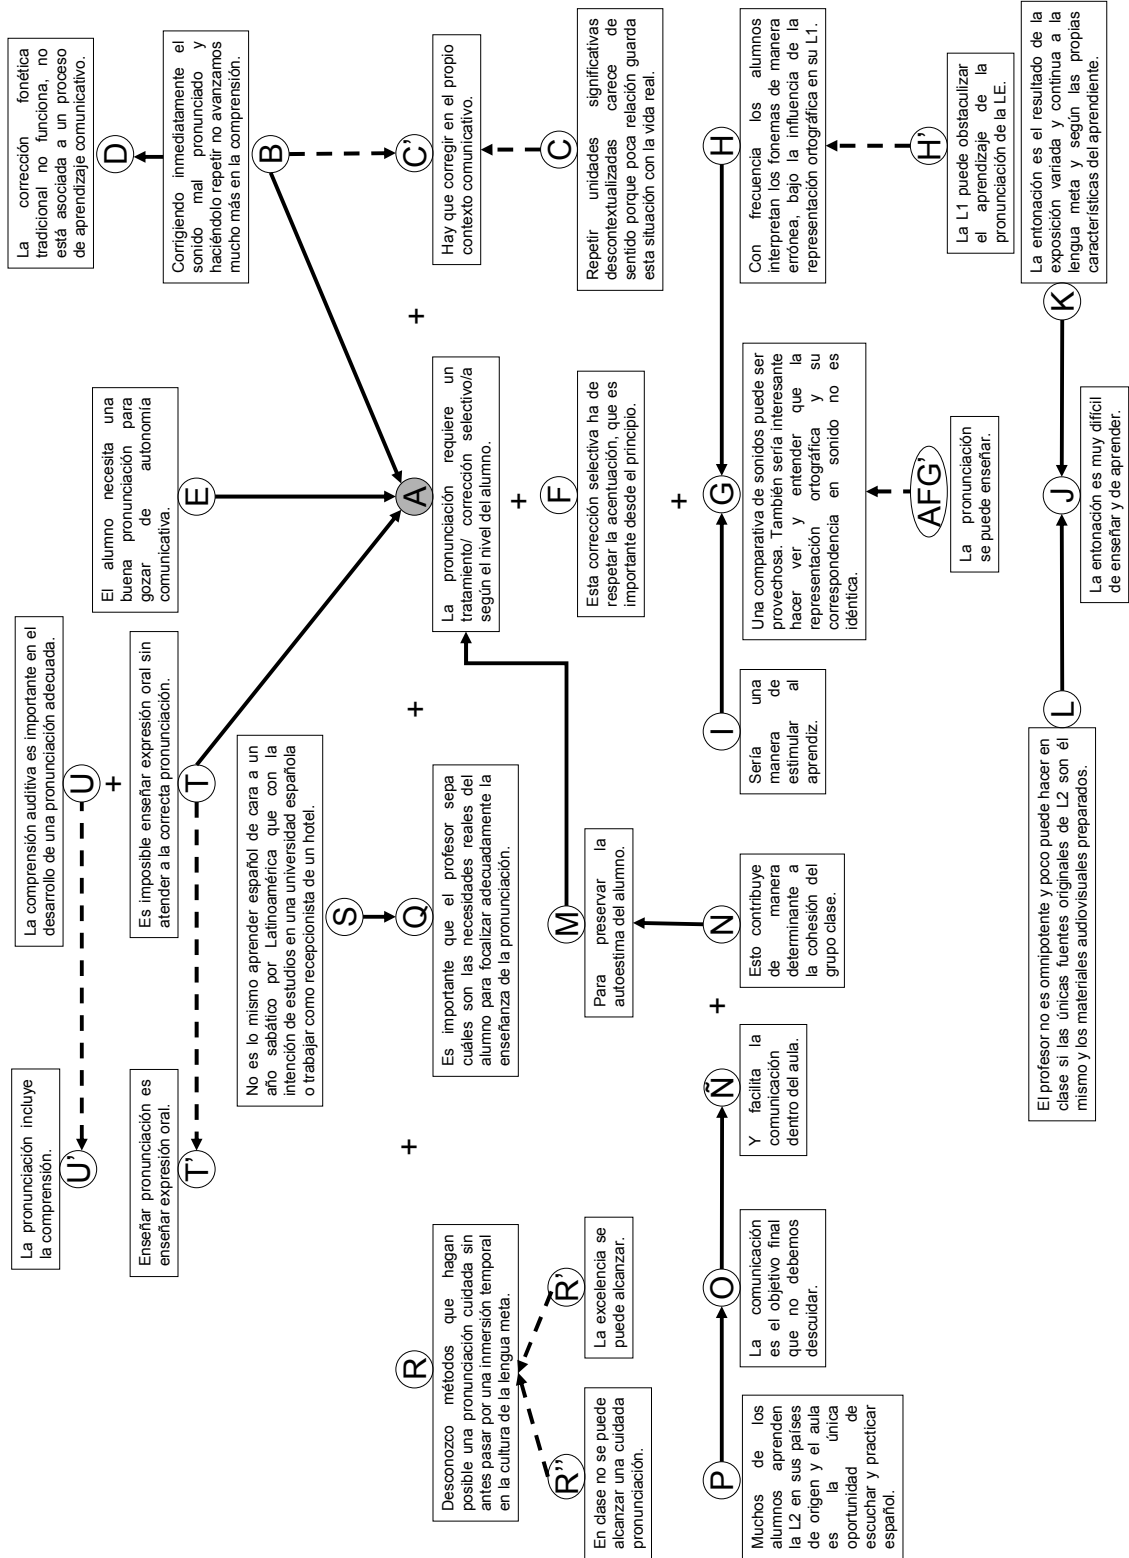 U'
La pronunciación incluye
la comprensión.
U
La comprensión auditiva es importante en el
desarrollo de una pronunciación adecuada.
+
T'
Enseñar pronunciación es
enseñar expresión oral.
T
Es imposible enseñar expresión oral sin
atender a la correcta pronunciación.
E
El alumno necesita una
buena pronunciación para
gozar de autonomía
comunicativa.
D
La corrección fonética
tradicional no funciona, no
está asociada a un proceso
de aprendizaje comunicativo.
B
Corrigiendo inmediatamente el
sonido mal pronunciado y
haciéndolo repetir no avanzamos
mucho más en la comprensión.
S
No es lo mismo aprender español de cara a un
año sabático por Latinoamérica que con la
intención de estudios en una universidad española
o trabajar como recepcionista de un hotel.
R
Desconozco métodos que hagan
posible una pronunciación cuidada sin
antes pasar por una inmersión temporal
en la cultura de la lengua meta.
+
Q
Es importante que el profesor sepa
cuáles son las necesidades reales del
alumno para focalizar adecuadamente la
enseñanza de la pronunciación.
+
A
La pronunciación requiere un
tratamiento/ corrección selectivo/a
según el nivel del alumno.
+
C'
Hay que corregir en el propio
contexto comunicativo.
R''
En clase no se puede
alcanzar una cuidada
pronunciación.
R'
La excelencia se
puede alcanzar.
M
Para preservar la
autoestima del alumno.
+
F
Esta corrección selectiva ha de
respetar la acentuación, que es
importante desde el principio.
C
Repetir unidades significativas
descontextualizadas carece de
sentido porque poca relación guarda
esta situación con la vida real.
P
Muchos de los
alumnos aprenden
la L2 en sus países
de origen y el aula
es la única
oportunidad de
escuchar y practicar
español.
O
La comunicación
es el objetivo final
que no debemos
descuidar.
Ñ
Y facilita la
comunicación
dentro del aula.
+
N
Esto contribuye
de manera
determinante a
la cohesión del
grupo clase.
I
Sería una
manera de
estimular al
aprendiz.
+
G
Una comparativa de sonidos puede ser
provechosa. También sería interesante
hacer ver y entender que la
representación ortográfica y su
correspondencia en sonido no es
idéntica.
H
Con frecuencia los alumnos
interpretan los fonemas de manera
errónea, bajo la influencia de la
representación ortográfica en su L1.
AFG'
La pronunciación
se puede enseñar.
H'
La L1 puede obstaculizar
el aprendizaje de la
pronunciación de la LE.
L
El profesor no es omnipotente y poco puede hacer en
clase si las únicas fuentes originales de L2 son él
mismo y los materiales audiovisuales preparados.
J
La entonación es muy difícil
de enseñar y de aprender.
K
La entonación es el resultado de la
exposición variada y continua a la
lengua meta y según las propias
características del aprendiente.